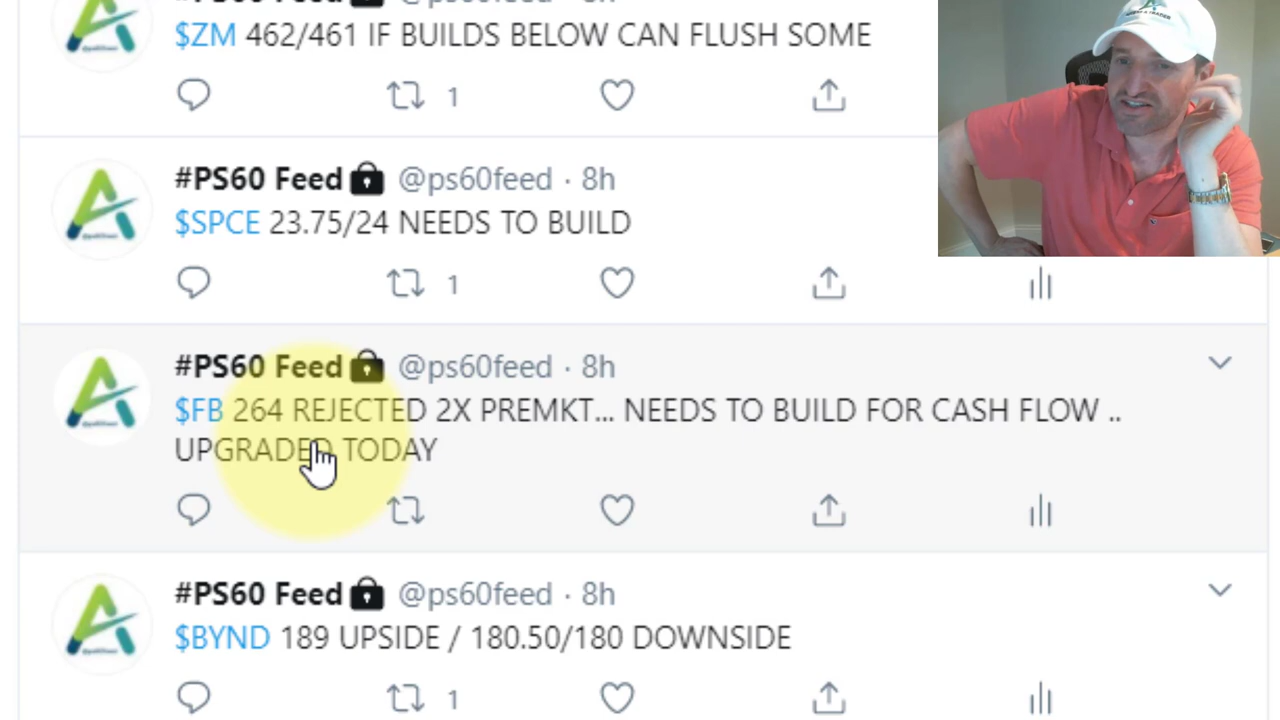 $ZM 462/461 IF BUILDS BELOW CAN FLUSH SOME
1
#PS60 Feed @ps60feed · 8h
$SPCE 23.75/24 NEEDS TO BUILD
1
#PS60 Feed @ps60feed · 8h
$FB 264 REJECTED 2X PREMKT... NEEDS TO BUILD FOR CASH FLOW ..
UPGRADED TODAY
#PS60 Feed @ps60feed · 8h
$BYND 189 UPSIDE / 180.50/180 DOWNSIDE
1